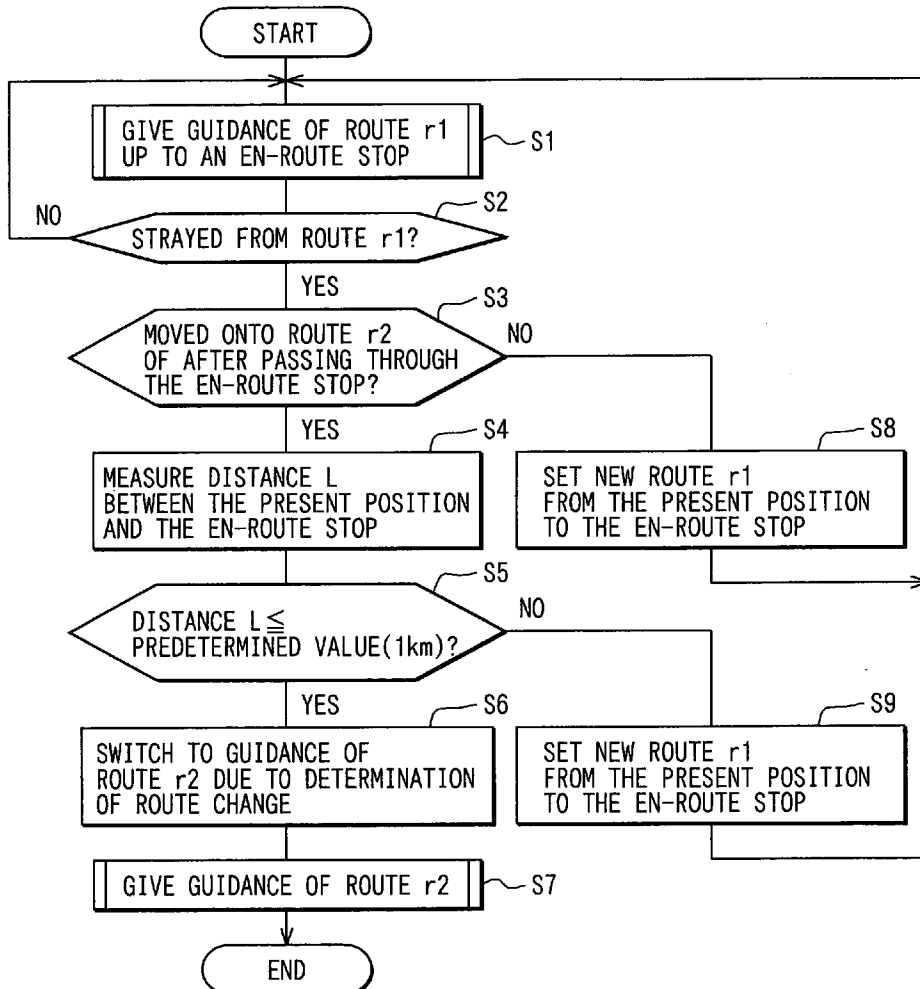 START
GIVE GUIDANCE OF ROUTE r1
UP TO AN EN-ROUTE STOP
S1
S2
NO
STRAYED FROM ROUTE r1?
YES
S3
MOVED ONTO ROUTE r2
OF AFTER PASSING THROUGH
THE EN-ROUTE STOP?
NO
YES
S4
MEASURE DISTANCE L
BETWEEN THE PRESENT POSITION
AND THE EN-ROUTE STOP
S8
SET NEW ROUTE r1
FROM THE PRESENT POSITION
TO THE EN-ROUTE STOP
S5
DISTANCE L≦
PREDETERMINED VALUE(1km)?
NO
YES
S6
SWITCH TO GUIDANCE OF
ROUTE r2 DUE TO DETERMINATION
OF ROUTE CHANGE
S9
SET NEW ROUTE r1
FROM THE PRESENT POSITION
TO THE EN-ROUTE STOP
GIVE GUIDANCE OF ROUTE r2
S7
END